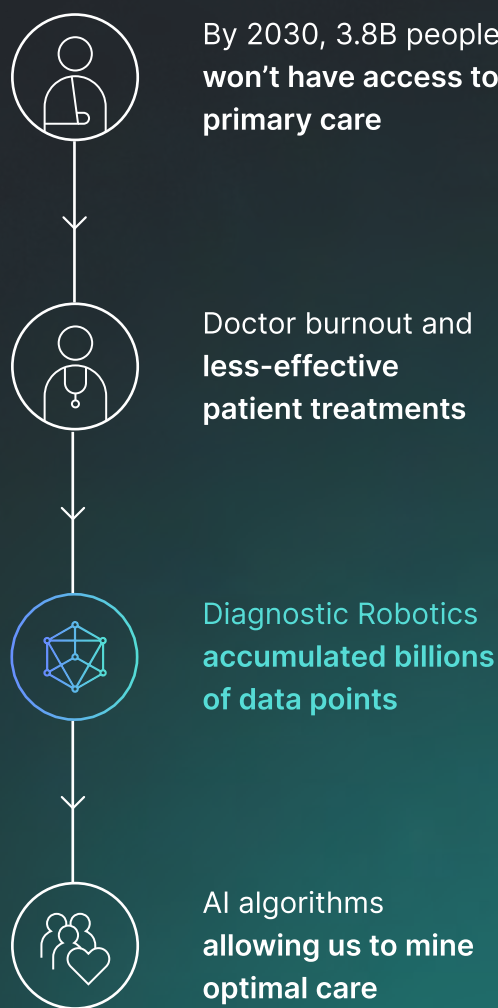 By 2030, 3.8B people
won’t have access to
primary care
Doctor burnout and
less-effective
patient treatments
Diagnostic Robotics
accumulated billions
of data points
AI algorithms
allowing us to mine
optimal care